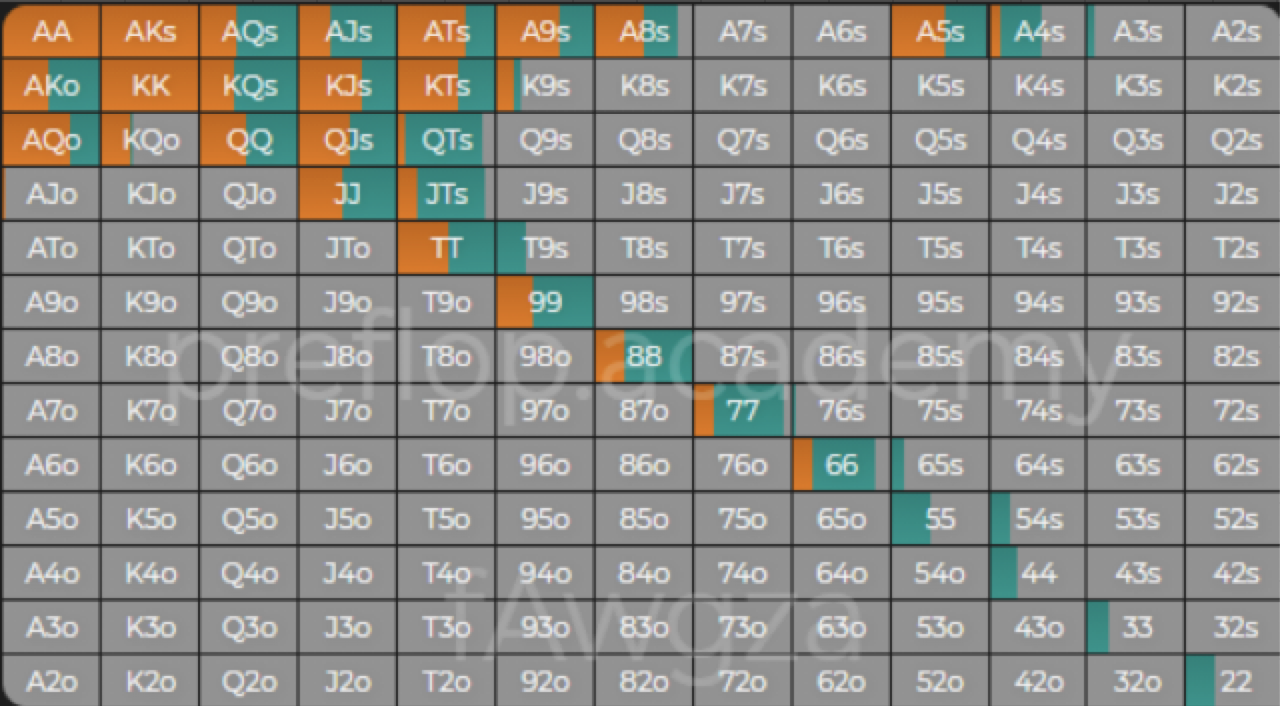 AA AKs AQs AJs ATs A9s A8s A7s A6s A5s A4s A3s A2s
AKo KK KQs KJs KTs K9s K8s K7s K6s K5s K4s K3s K2s
AQo KQo QQ QJs QTs Q9s Q8s Q7s Q6s Q5s Q4s Q3s Q2s
AJo KJo QJo JJ JTs J9s J8s J7s J6s J5s J4s J3s J2s
ATo KTo QTo JTo TT T9s T8s T7s T6s T5s T4s T3s T2s
A9o K9o Q9o J9o T9o 99 98s 97s 96s 95s 94s 93s 92s
preflop.academy
A8o K8o Q8o J8o T8o 98o 88 87s 86s 85s 84s 83s 82s
A7o K7o Q7o J7o T7o 97o 87o 77 76s 75s 74s 73s 72s
A6o K6o Q6o J6o T6o 96o 86o 76o 66 65s 64s 63s 62s
A5o K5o Q5o J5o T5o 95o 85o 75o 65o 55 54s 53s 52s
A4o K4o Q4o J4o T4o 94o 84o 74o 64o 54o 44 43s 42s
fAwgza
A3o K3o Q3o J3o T3o 93o 83o 73o 63o 53o 43o 33 32s
A2o K2o Q2o J2o T2o 92o 82o 72o 62o 52o 42o 32o 22